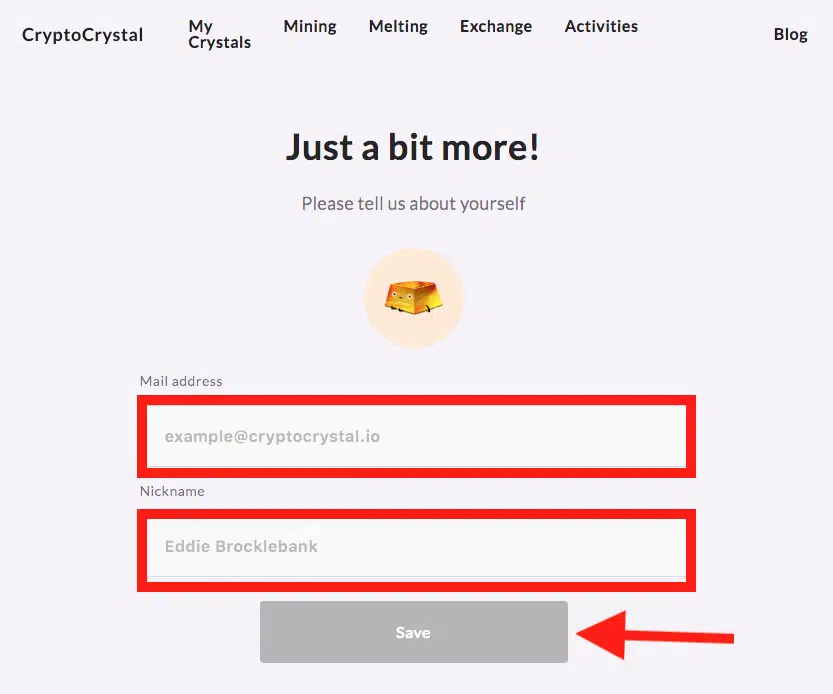 CryptoCrystal
My
Crystals
Mining
Melting
Exchange
Activities
Blog
Just a bit more!
Please tell us about yourself
Mail address
example@cryptocrystal.io
Nickname
Eddie Brocklebank
Save